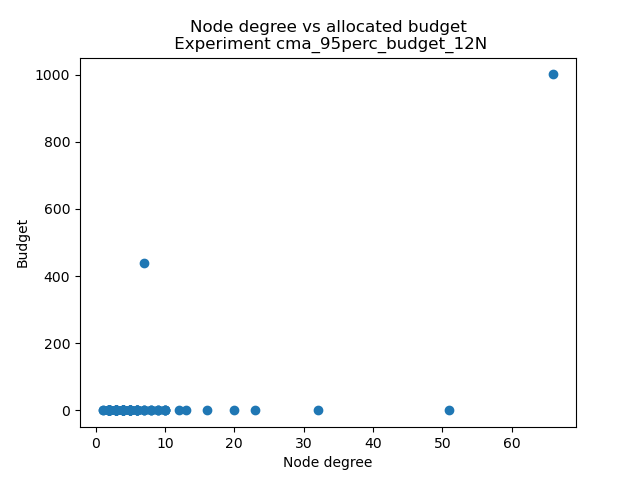 Node degree vs allocated budget
Experiment cma_95perc_budget_12N
1000
800
600
400
200
0
Budget
0 10 20 30 40 50 60
Node degree